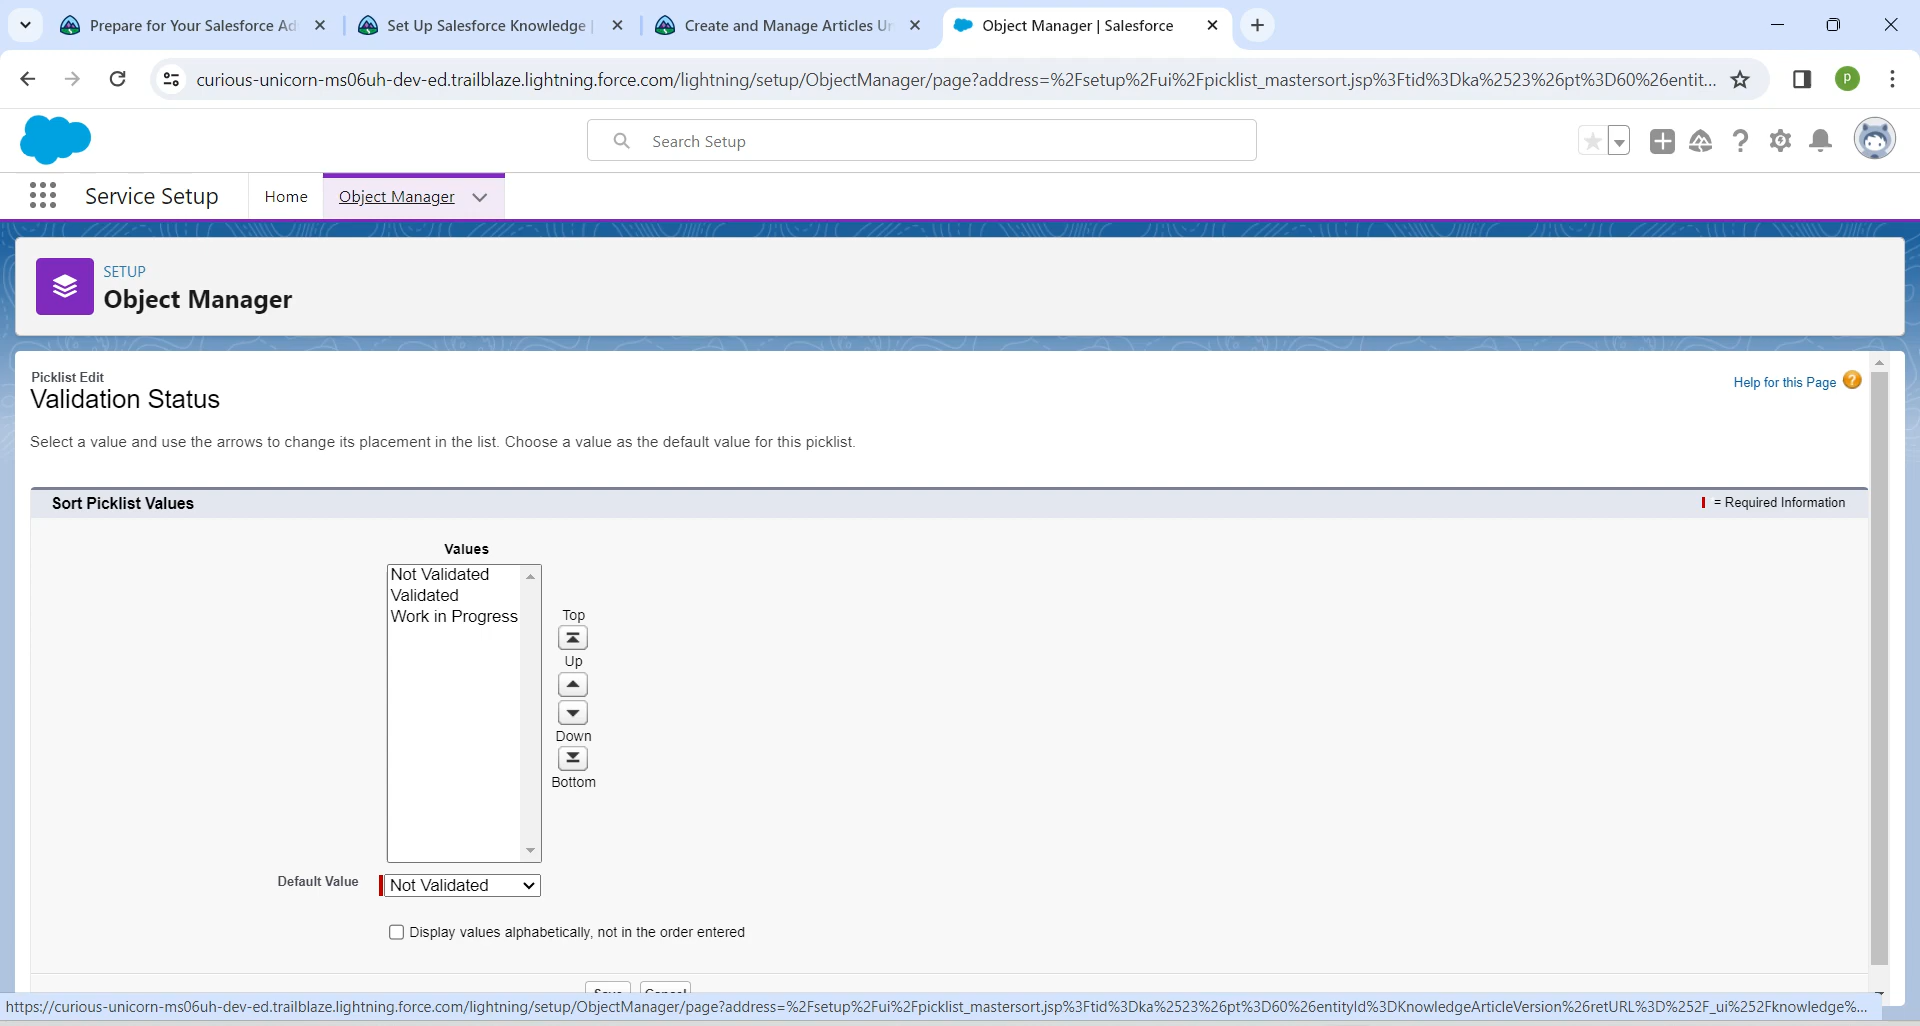 Prepare for Your Salesforce Ad
Set Up Salesforce Knowledge |
Create and Manage Articles Un
Object Manager | Salesforce
curious-unicorn-ms06uh-dev-ed.trailblaze.lightning.force.com/lightning/setup/ObjectManager/page?address=%2Fsetup%2Fui%2Fpicklist_mastersort.jsp%3Ftid%3Dka%2523%26pt%3D60%26entit...
P
Search Setup
Service Setup
Home
Object Manager
SETUP
Object Manager
Picklist Edit
Validation Status
Help for this Page
Select a value and use the arrows to change its placement in the list. Choose a value as the default value for this picklist.
Sort Picklist Values
= Required Information
Values
Not Validated
Validated
Work in Progress
Top
Up
Down
Bottom
Default Value
Not Validated
Display values alphabetically, not in the order entered
Save
Cancel
https://curious-unicorn-ms06uh-dev-ed.trailblaze.lightning.force.com/lightning/setup/ObjectManager/page?address=%2Fsetup%2Fui%2Fpicklist_mastersort.jsp%3Ftid%3Dka%2523%26pt%3D60%26entityId%3DKnowledgeArticleVersion%26retURL%3D%252F_ui%252Fknowledge%...